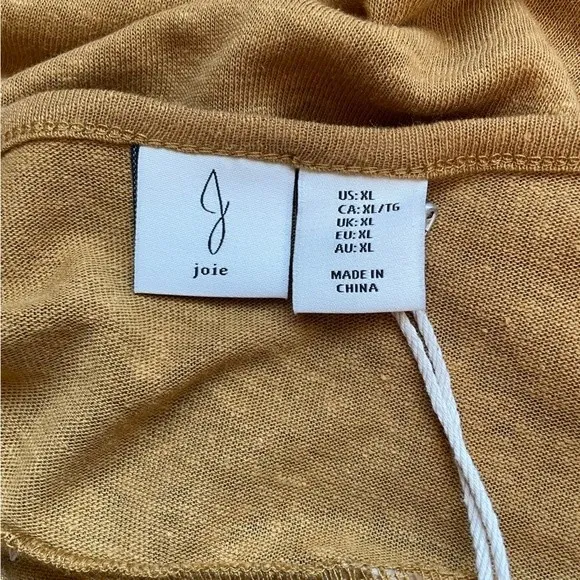 J
joie
US: XL
CA: XL/TG
UK: XL
EU: XL
AU: XL
MADE IN
CHINA